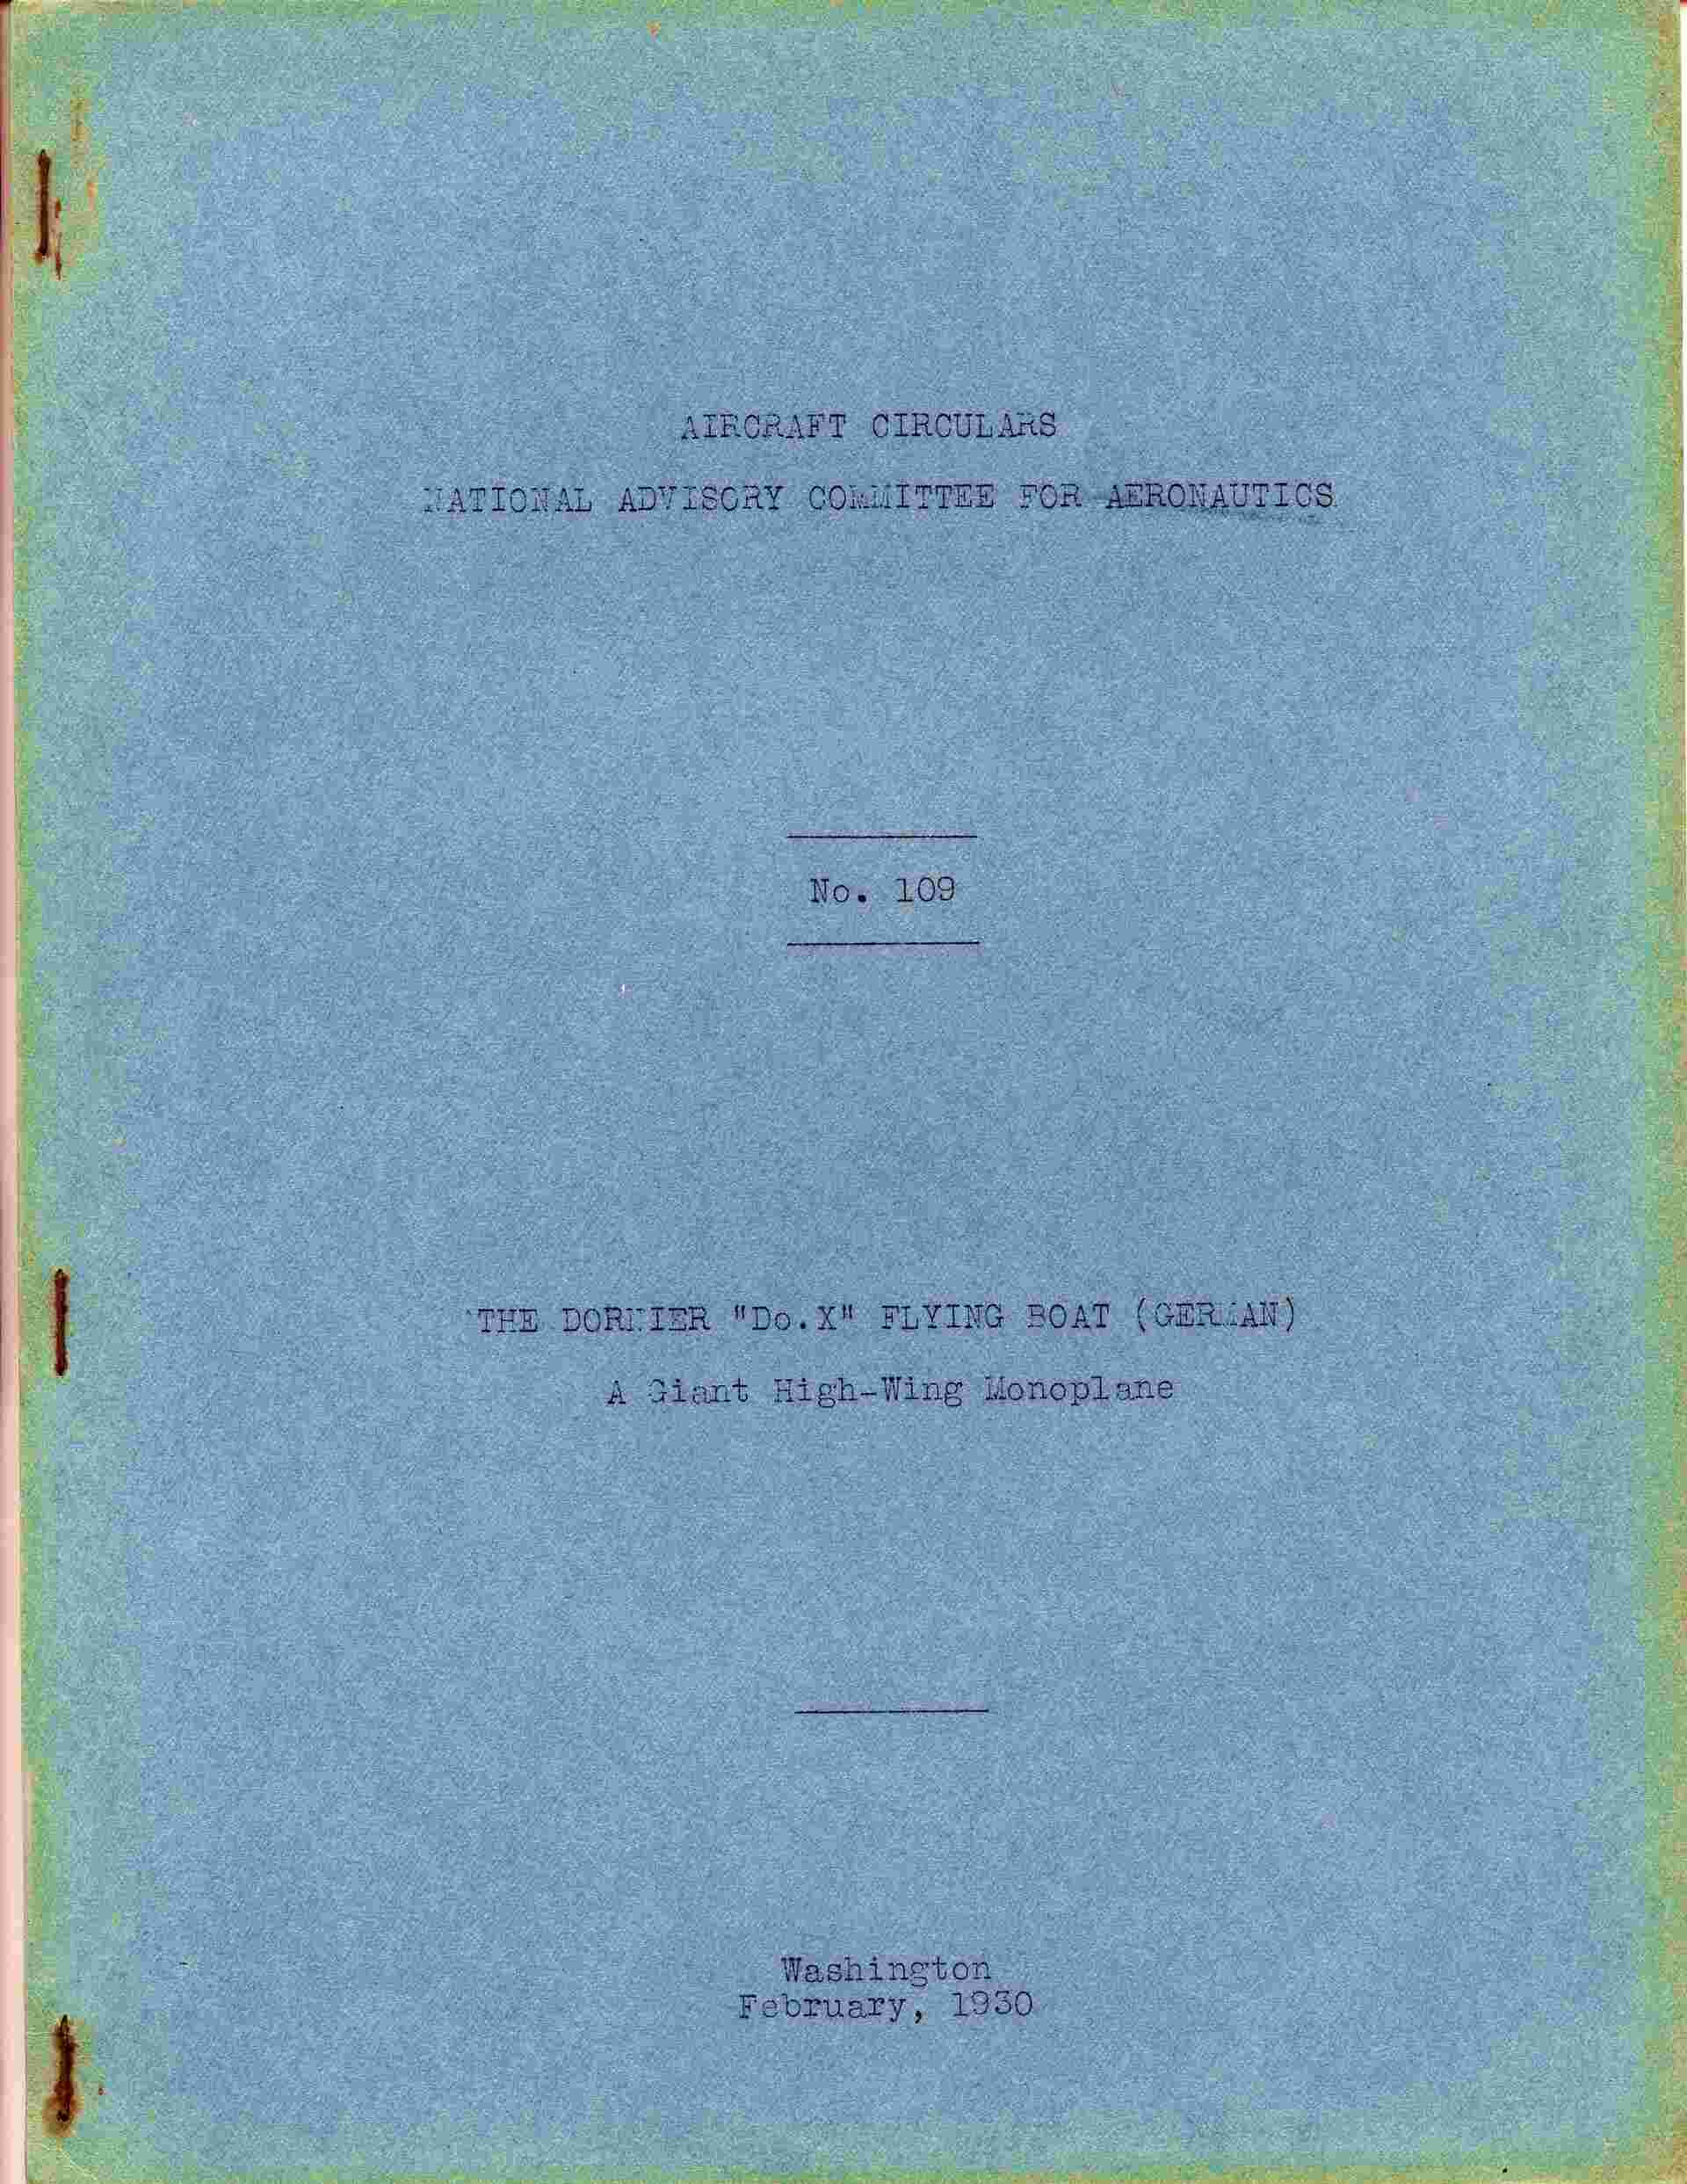 AIRCRAFT CIRCULARS
NATIONAL ADVISORY COMMITTEE FOR AERONAUTICS
No. 109
THE DORNIER "Do.X" FLYING BOAT (GERMAN)
A Giant High-Wing Monoplane
Washington
February, 1930